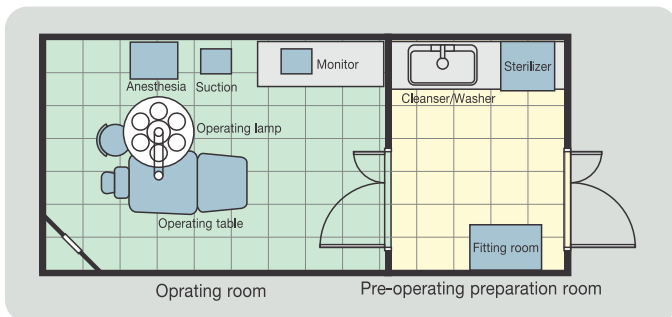 Anesthesia
Suction
Monitor
Cleanser/Washer
Sterilizer
Operating lamp
Operating table
Fitting room
Oprating room
Pre-operating preparation room